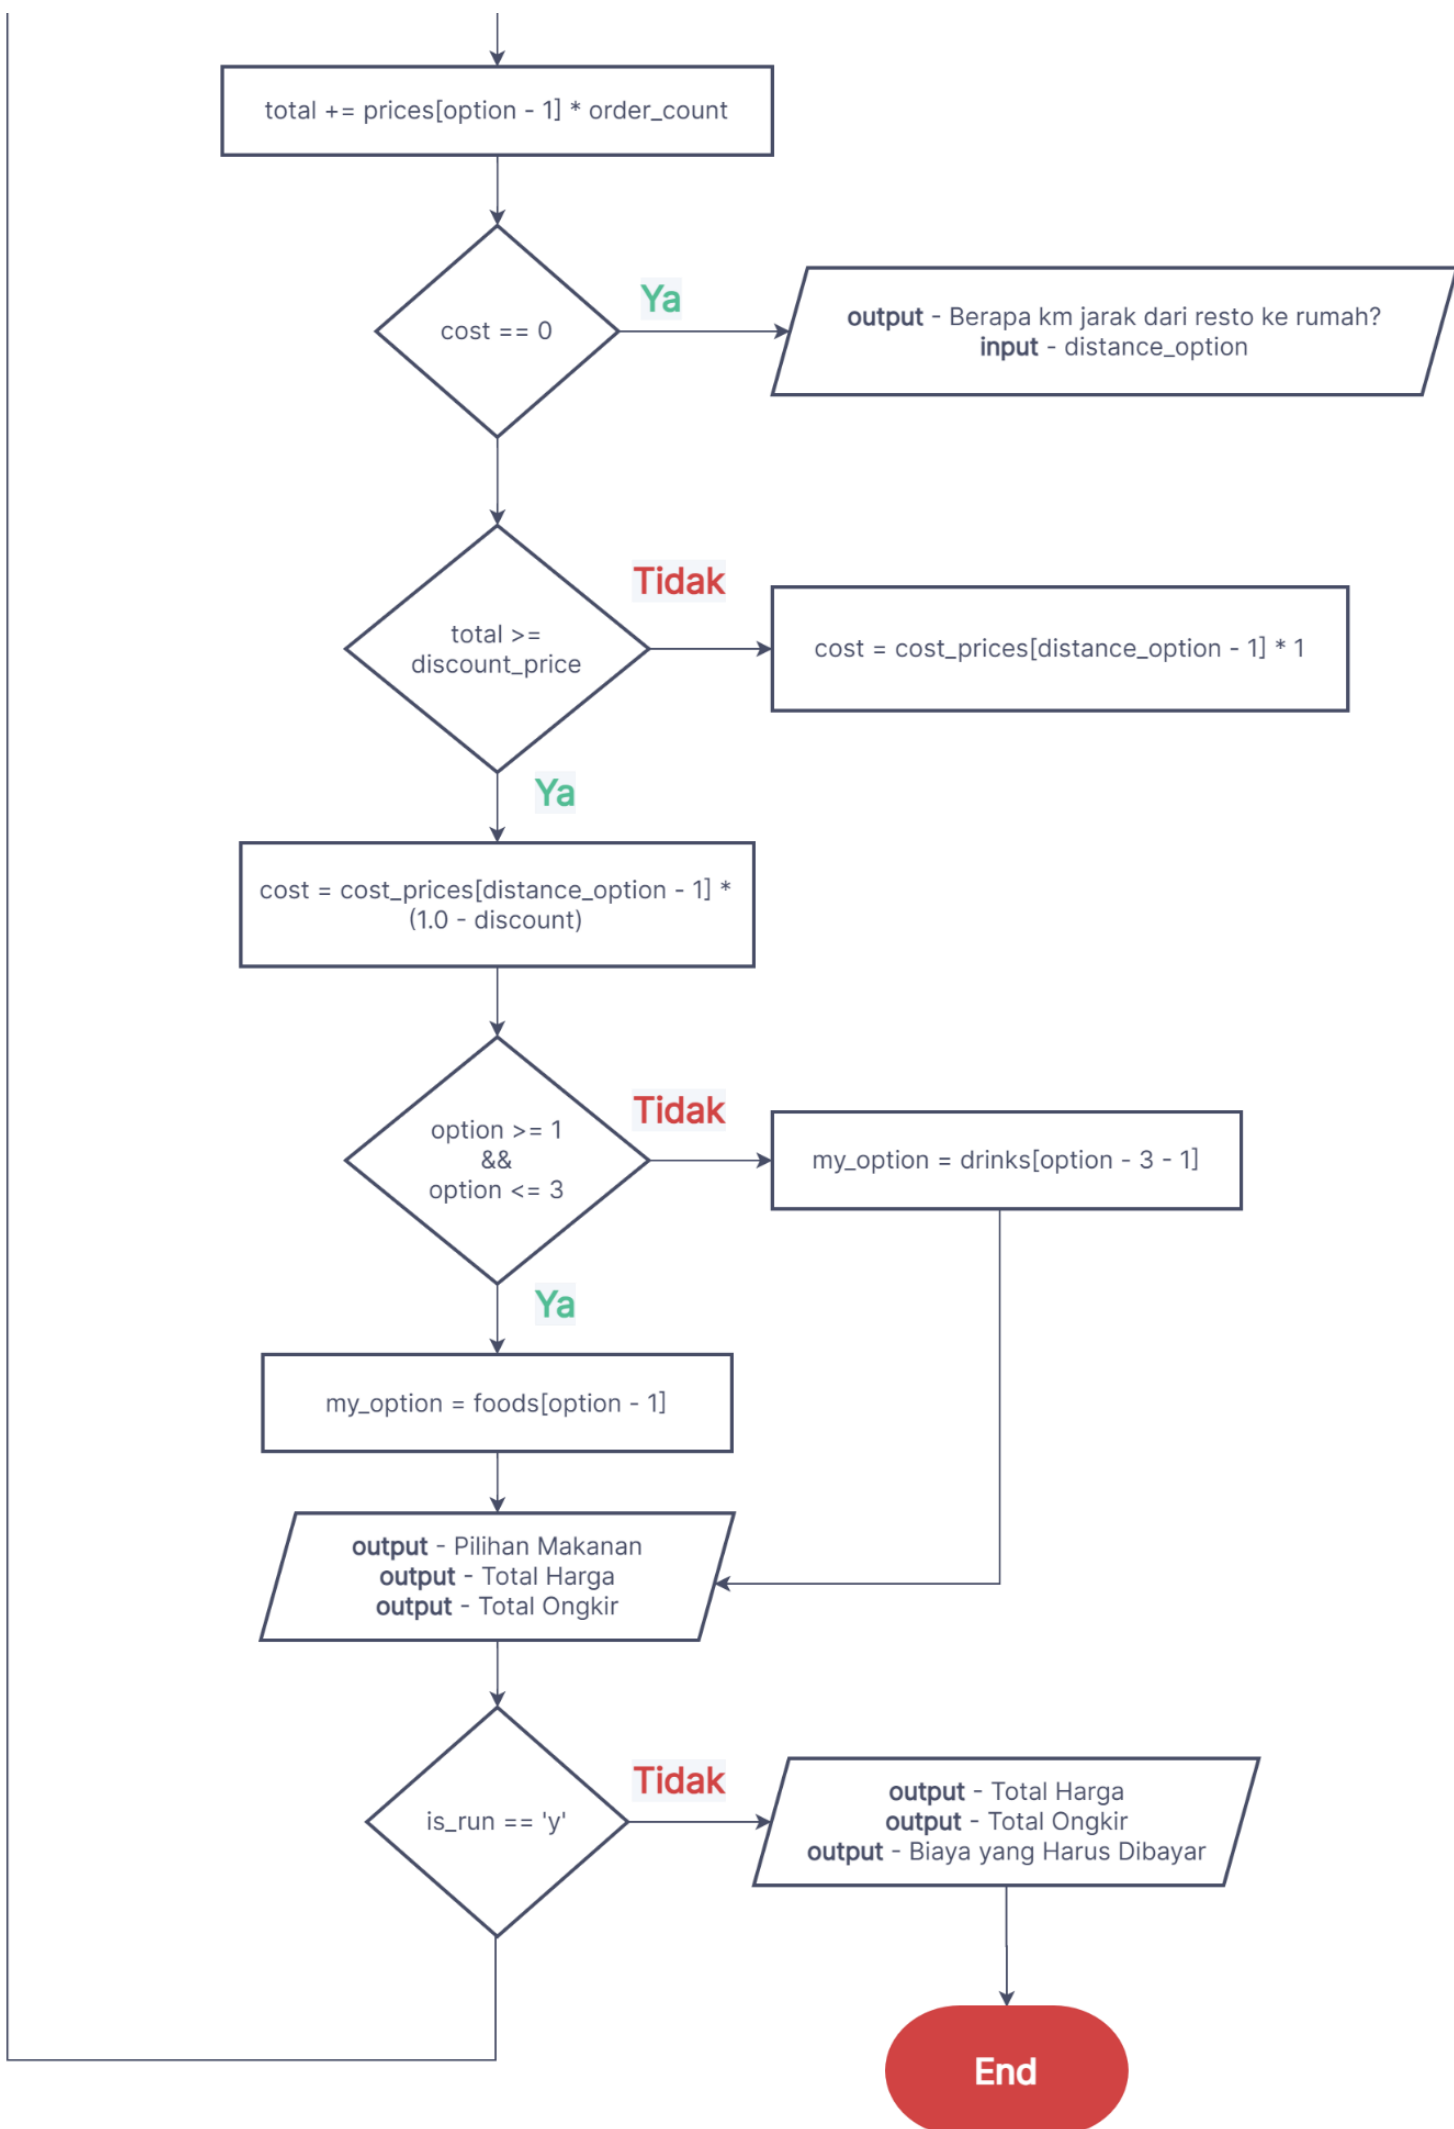 total += prices[option - 1] * order_count
cost == 0
Ya
output - Berapa km jarak dari resto ke rumah?
input - distance_option
total >=
discount_price
Tidak
cost = cost_prices[distance_option - 1] * 1
Ya
cost = cost_prices[distance_option - 1] *
(1.0 - discount)
option >= 1
&&
option <= 3
Tidak
my_option = drinks[option - 3 - 1]
Ya
my_option = foods[option - 1]
output - Pilihan Makanan
output - Total Harga
output - Total Ongkir
is_run == 'y'
Tidak
output - Total Harga
output - Total Ongkir
output - Biaya yang Harus Dibayar
End